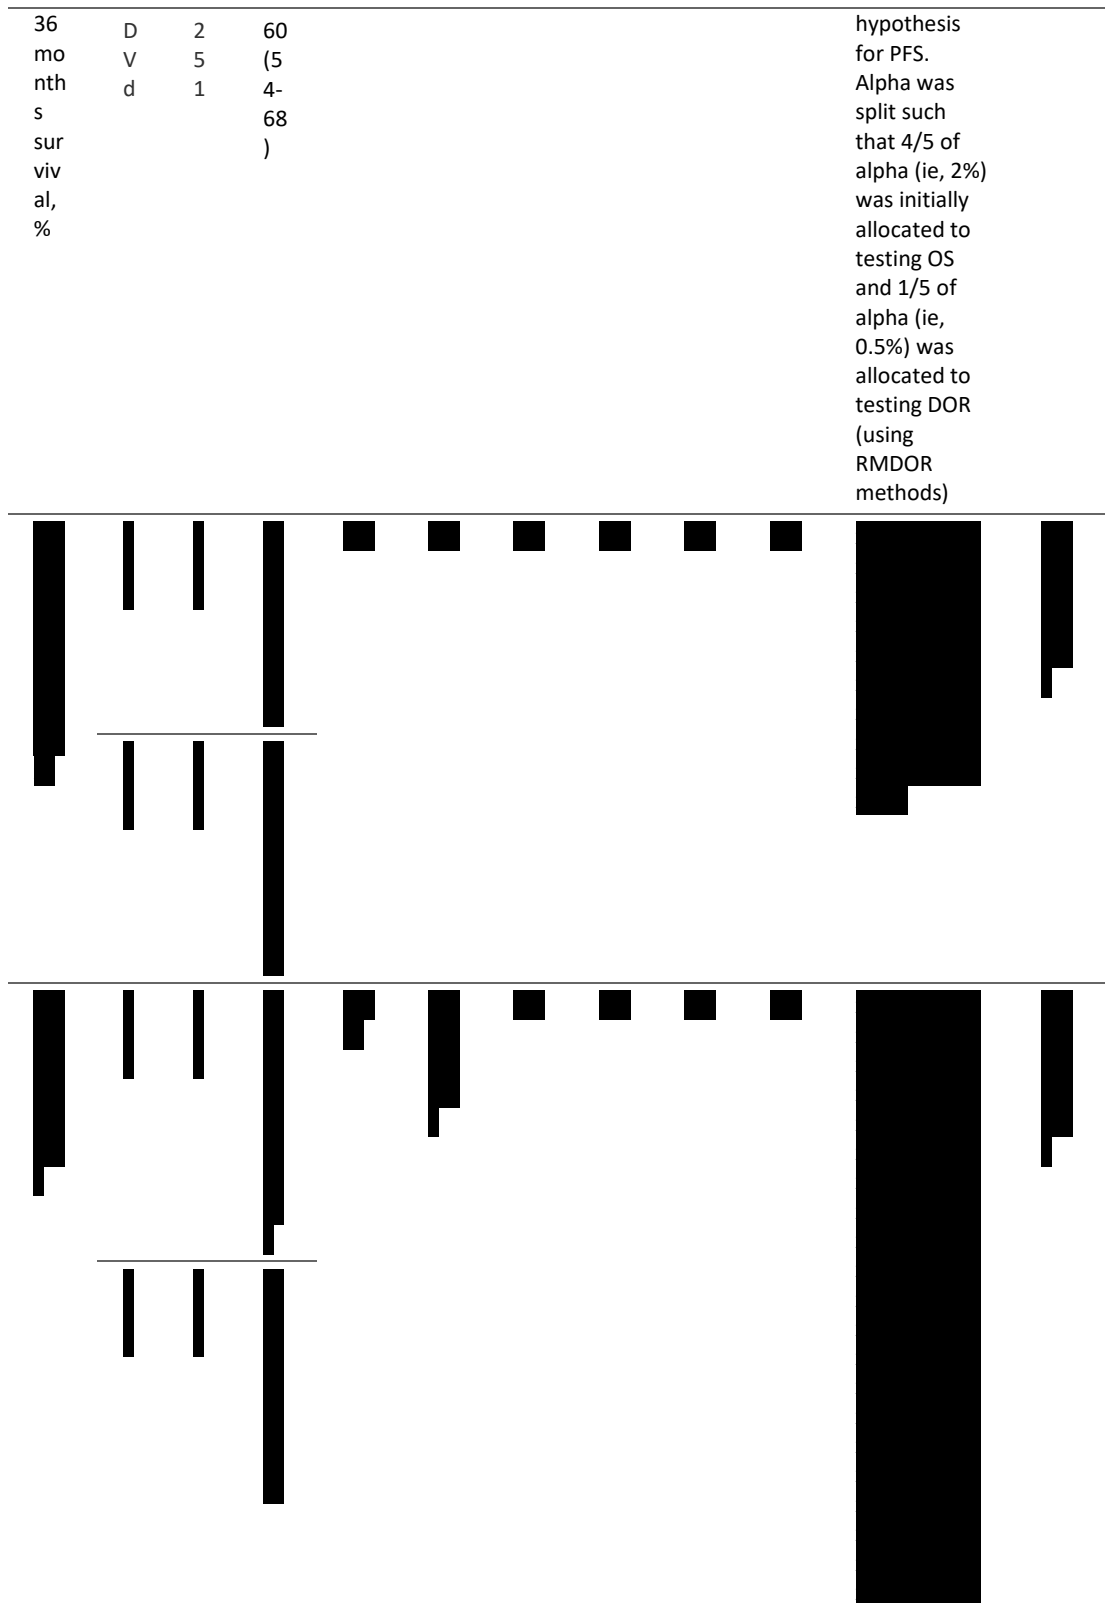 36
mo
nth
s
sur
viv
al,
%
D
V
d
2
5
1
60
(5
4-
68
)
hypothesis
for PFS.
Alpha was
split such
that 4/5 of
alpha (ie, 2%)
was initially
allocated to
testing OS
and 1/5 of
alpha (ie,
0.5%) was
allocated to
testing DOR
(using
RMDOR
methods)